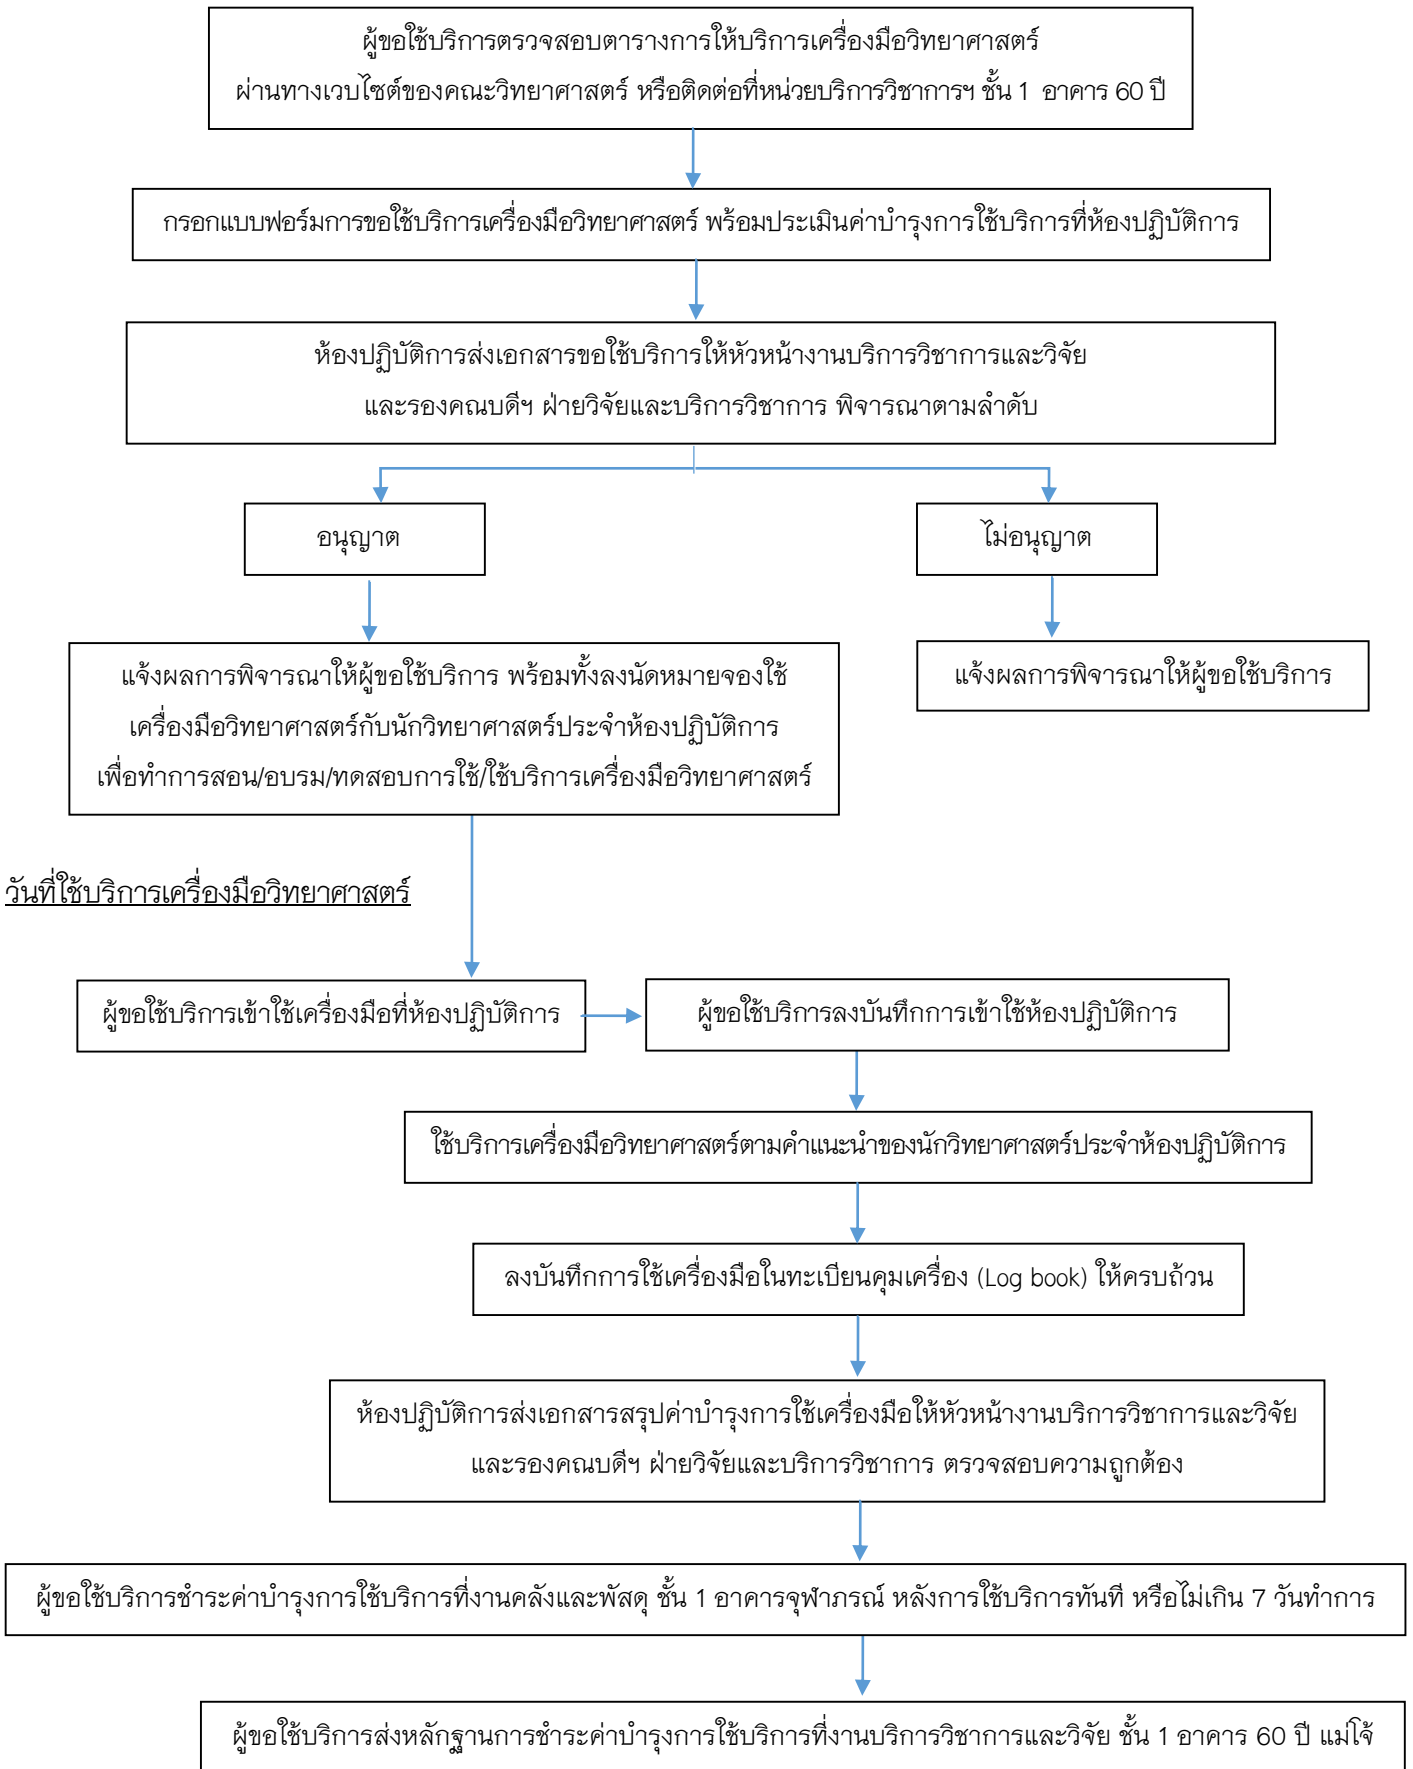 ผู้ขอใช้บริการตรวจสอบตารางการให้บริการเครื่องมือวิทยาศาสตร์
ผ่านทางเวบไซต์ของคณะวิทยาศาสตร์ หรือติดต่อที่หน่วยบริการวิชาการฯ ชั้น 1 อาคาร 60 ปี
กรอกแบบฟอร์มการขอใช้บริการเครื่องมือวิทยาศาสตร์ พร้อมประเมินค่าบำรุงการใช้บริการที่ห้องปฏิบัติการ
ห้องปฏิบัติการส่งเอกสารขอใช้บริการให้หัวหน้างานบริการวิชาการและวิจัย
และรองคณบดีฯ ฝ่ายวิจัยและบริการวิชาการ พิจารณาตามลำดับ
อนุญาต
ไม่อนุญาต
แจ้งผลการพิจารณาให้ผู้ขอใช้บริการ พร้อมทั้งลงนัดหมายจองใช้
เครื่องมือวิทยาศาสตร์กับนักวิทยาศาสตร์ประจำห้องปฏิบัติการ
เพื่อทำการสอน/อบรม/ทดสอบการใช้/ใช้บริการเครื่องมือวิทยาศาสตร์
แจ้งผลการพิจารณาให้ผู้ขอใช้บริการ
วันที่ใช้บริการเครื่องมือวิทยาศาสตร์
ผู้ขอใช้บริการเข้าใช้เครื่องมือที่ห้องปฏิบัติการ
ผู้ขอใช้บริการลงบันทึกการเข้าใช้ห้องปฏิบัติการ
ใช้บริการเครื่องมือวิทยาศาสตร์ตามคำแนะนำของนักวิทยาศาสตร์ประจำห้องปฏิบัติการ
ลงบันทึกการใช้เครื่องมือในทะเบียนคุมเครื่อง (Log book) ให้ครบถ้วน
ห้องปฏิบัติการส่งเอกสารสรุปค่าบำรุงการใช้เครื่องมือให้หัวหน้างานบริการวิชาการและวิจัย
และรองคณบดีฯ ฝ่ายวิจัยและบริการวิชาการ ตรวจสอบความถูกต้อง
ผู้ขอใช้บริการชำระค่าบำรุงการใช้บริการที่งานคลังและพัสดุ ชั้น 1 อาคารจุฬาภรณ์ หลังการใช้บริการทันที หรือไม่เกิน 7 วันทำการ
ผู้ขอใช้บริการส่งหลักฐานการชำระค่าบำรุงการใช้บริการที่งานบริการวิชาการและวิจัย ชั้น 1 อาคาร 60 ปี แม่โจ้